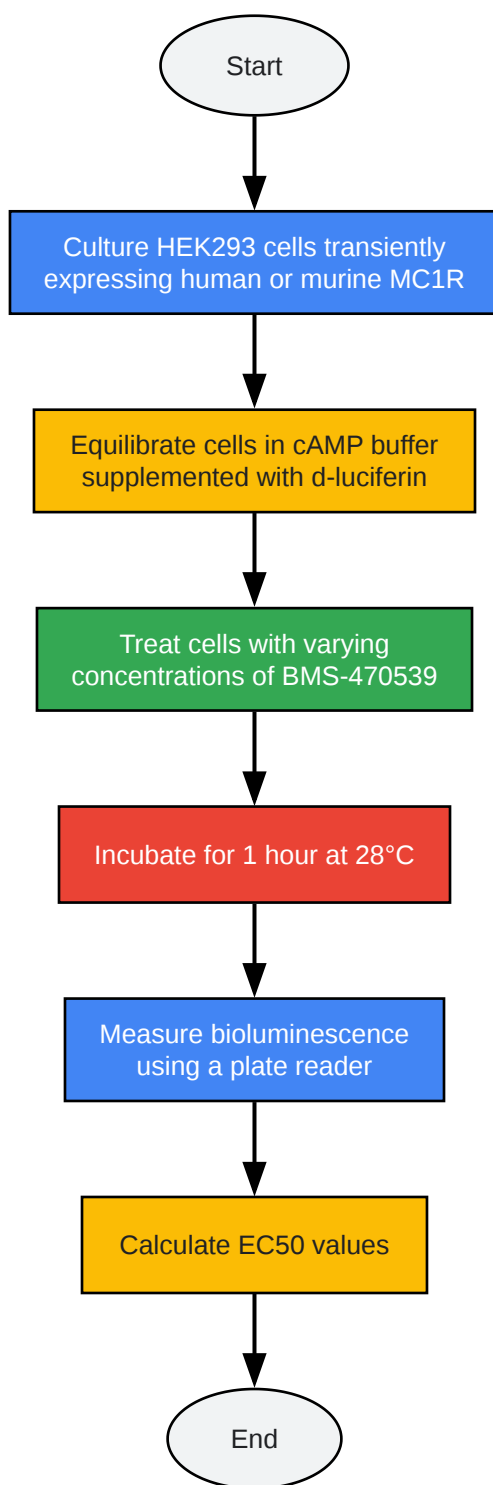 Start
Culture HEK293 cells transiently
expressing human or murine MC1R
Equilibrate cells in cAMP buffer
supplemented with d-luciferin
Treat cells with varying
concentrations of BMS-470539
Incubate for 1 hour at 28°C
Measure bioluminescence
using a plate reader
Calculate EC50 values
End